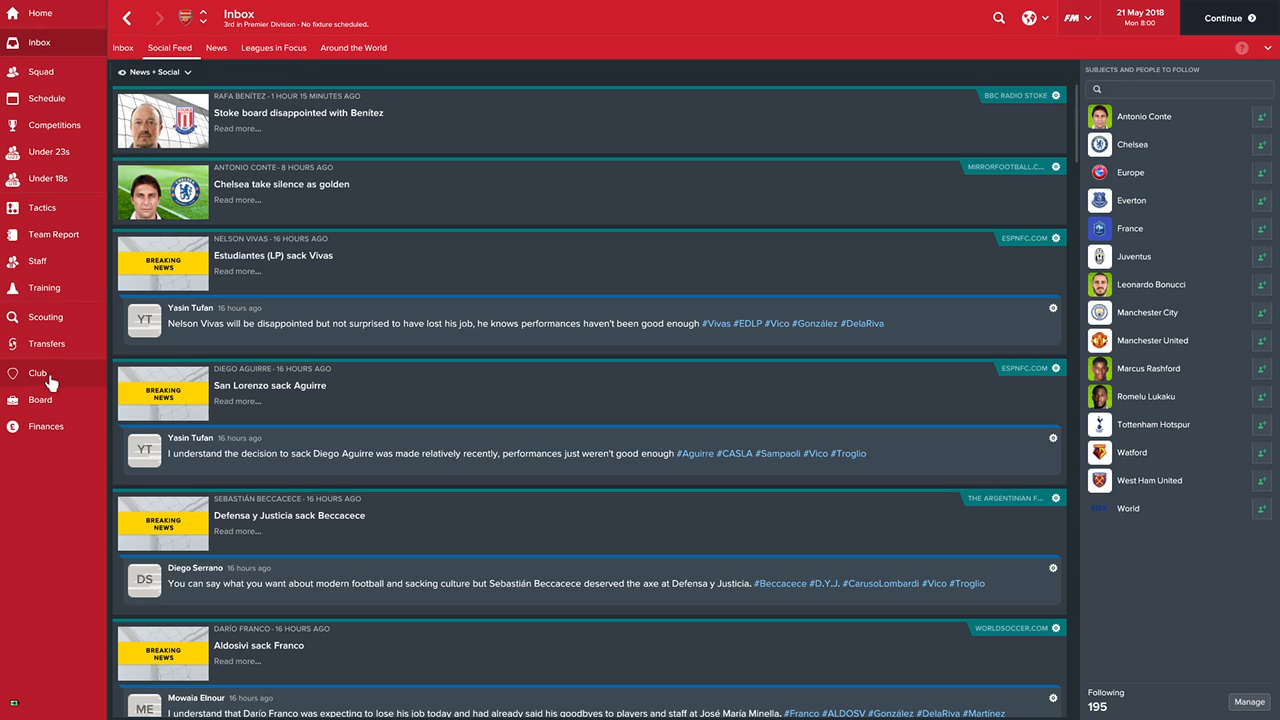 Home
Inbox
Squad
Schedule
Competitions
Under 23s
Under 18s
Tactics
Team Report
Staff
Training
Scouting
Transfers
Club
Board
Finances
Inbox
3rd in Premier Division - No fixture scheduled.
FM
21 May 2018
Mon 8:00
Continue
Inbox
Social Feed
News
Leagues in Focus
Around the World
?
News + Social
RAFA BENÍTEZ - 1 HOUR 15 MINUTES AGO
BBC RADIO STOKE
Stoke board disappointed with Benítez
Read more...
ANTONIO CONTE - 8 HOURS AGO
MIRRORFOOTBALL.C...
Chelsea take silence as golden
Read more...
NELSON VIVAS - 16 HOURS AGO
ESPNFC.COM
BREAKING
NEWS
Estudiantes (LP) sack Vivas
Read more...
YT
Yasin Tufan 16 hours ago
Nelson Vivas will be disappointed but not surprised to have lost his job, he knows performances haven't been good enough #Vivas #EDLP #Vico #González #DelaRiva
DIEGO AGUIRRE - 16 HOURS AGO
ESPNFC.COM
BREAKING
NEWS
San Lorenzo sack Aguirre
Read more...
YT
Yasin Tufan 16 hours ago
I understand the decision to sack Diego Aguirre was made relatively recently, performances just weren't good enough #Aguirre #CASLA #Sampaoli #Vico #Troglio
SEBASTIÁN BECCACECE - 16 HOURS AGO
THE ARGENTINIAN F...
BREAKING
NEWS
Defensa y Justicia sack Beccacece
Read more...
DS
Diego Serrano 16 hours ago
You can say what you want about modern football and sacking culture but Sebastián Beccacece deserved the axe at Defensa y Justicia. #Beccacece #D.Y.J. #CarusoLombardi #Vico #Troglio
DARÍO FRANCO - 16 HOURS AGO
WORLDSOCCER.COM
BREAKING
NEWS
Aldosivi sack Franco
Read more...
ME
Mowaia Elnour 16 hours ago
I understand that Darío Franco was expecting to lose his job today and had already said his goodbyes to players and staff at José María Minella. #Franco #ALDOSV #González #DelaRiva #Martínez
SUBJECTS AND PEOPLE TO FOLLOW
Antonio Conte
Chelsea
Europe
Everton
France
Juventus
Leonardo Bonucci
Manchester City
Manchester United
Marcus Rashford
Romelu Lukaku
Tottenham Hotspur
Watford
West Ham United
World
Following
195
Manage